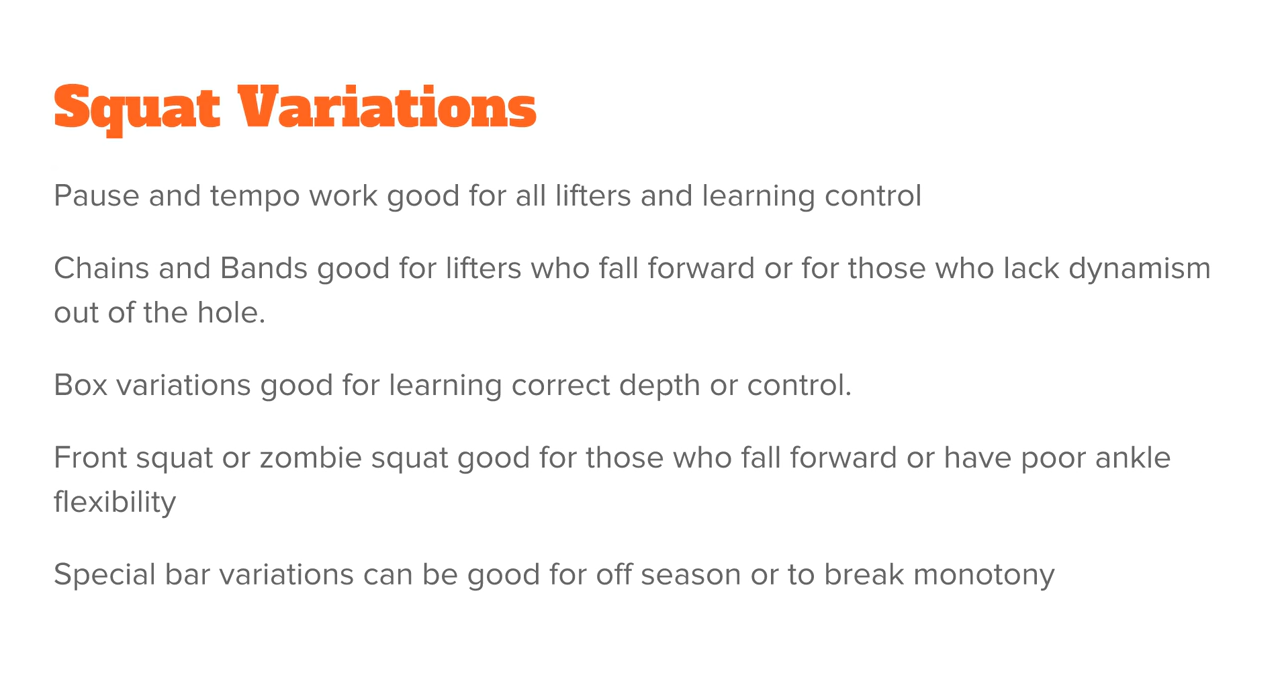 Squat Variations
Pause and tempo work good for all lifters and learning control
Chains and Bands good for lifters who fall forward or for those who lack dynamism
out of the hole.
Box variations good for learning correct depth or control.
Front squat or zombie squat good for those who fall forward or have poor ankle
flexibility
Special bar variations can be good for off season or to break monotony